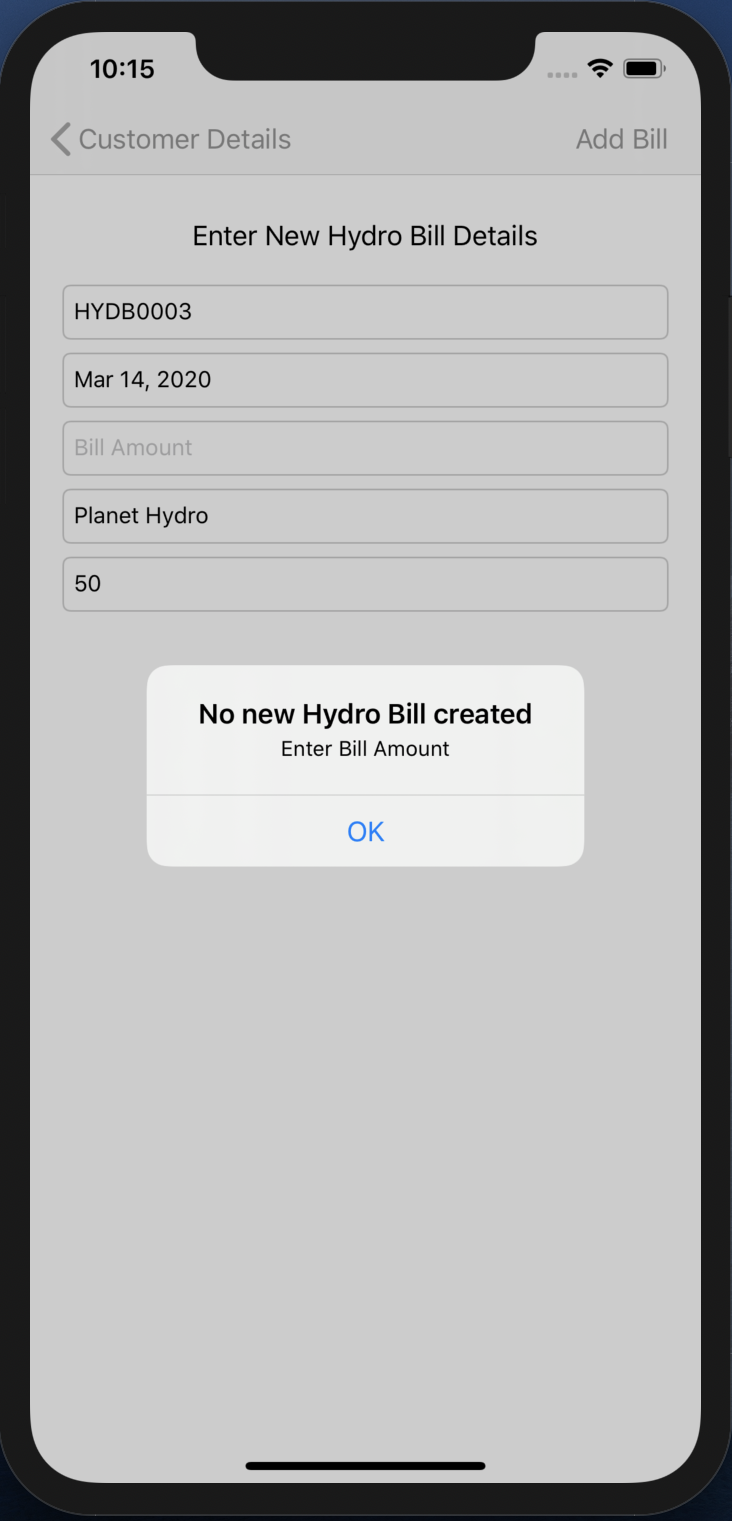 10:15
Customer Details
Add Bill
Enter New Hydro Bill Details
HYDB0003
Mar 14, 2020
Bill Amount
Planet Hydro
50
No new Hydro Bill created
Enter Bill Amount
OK